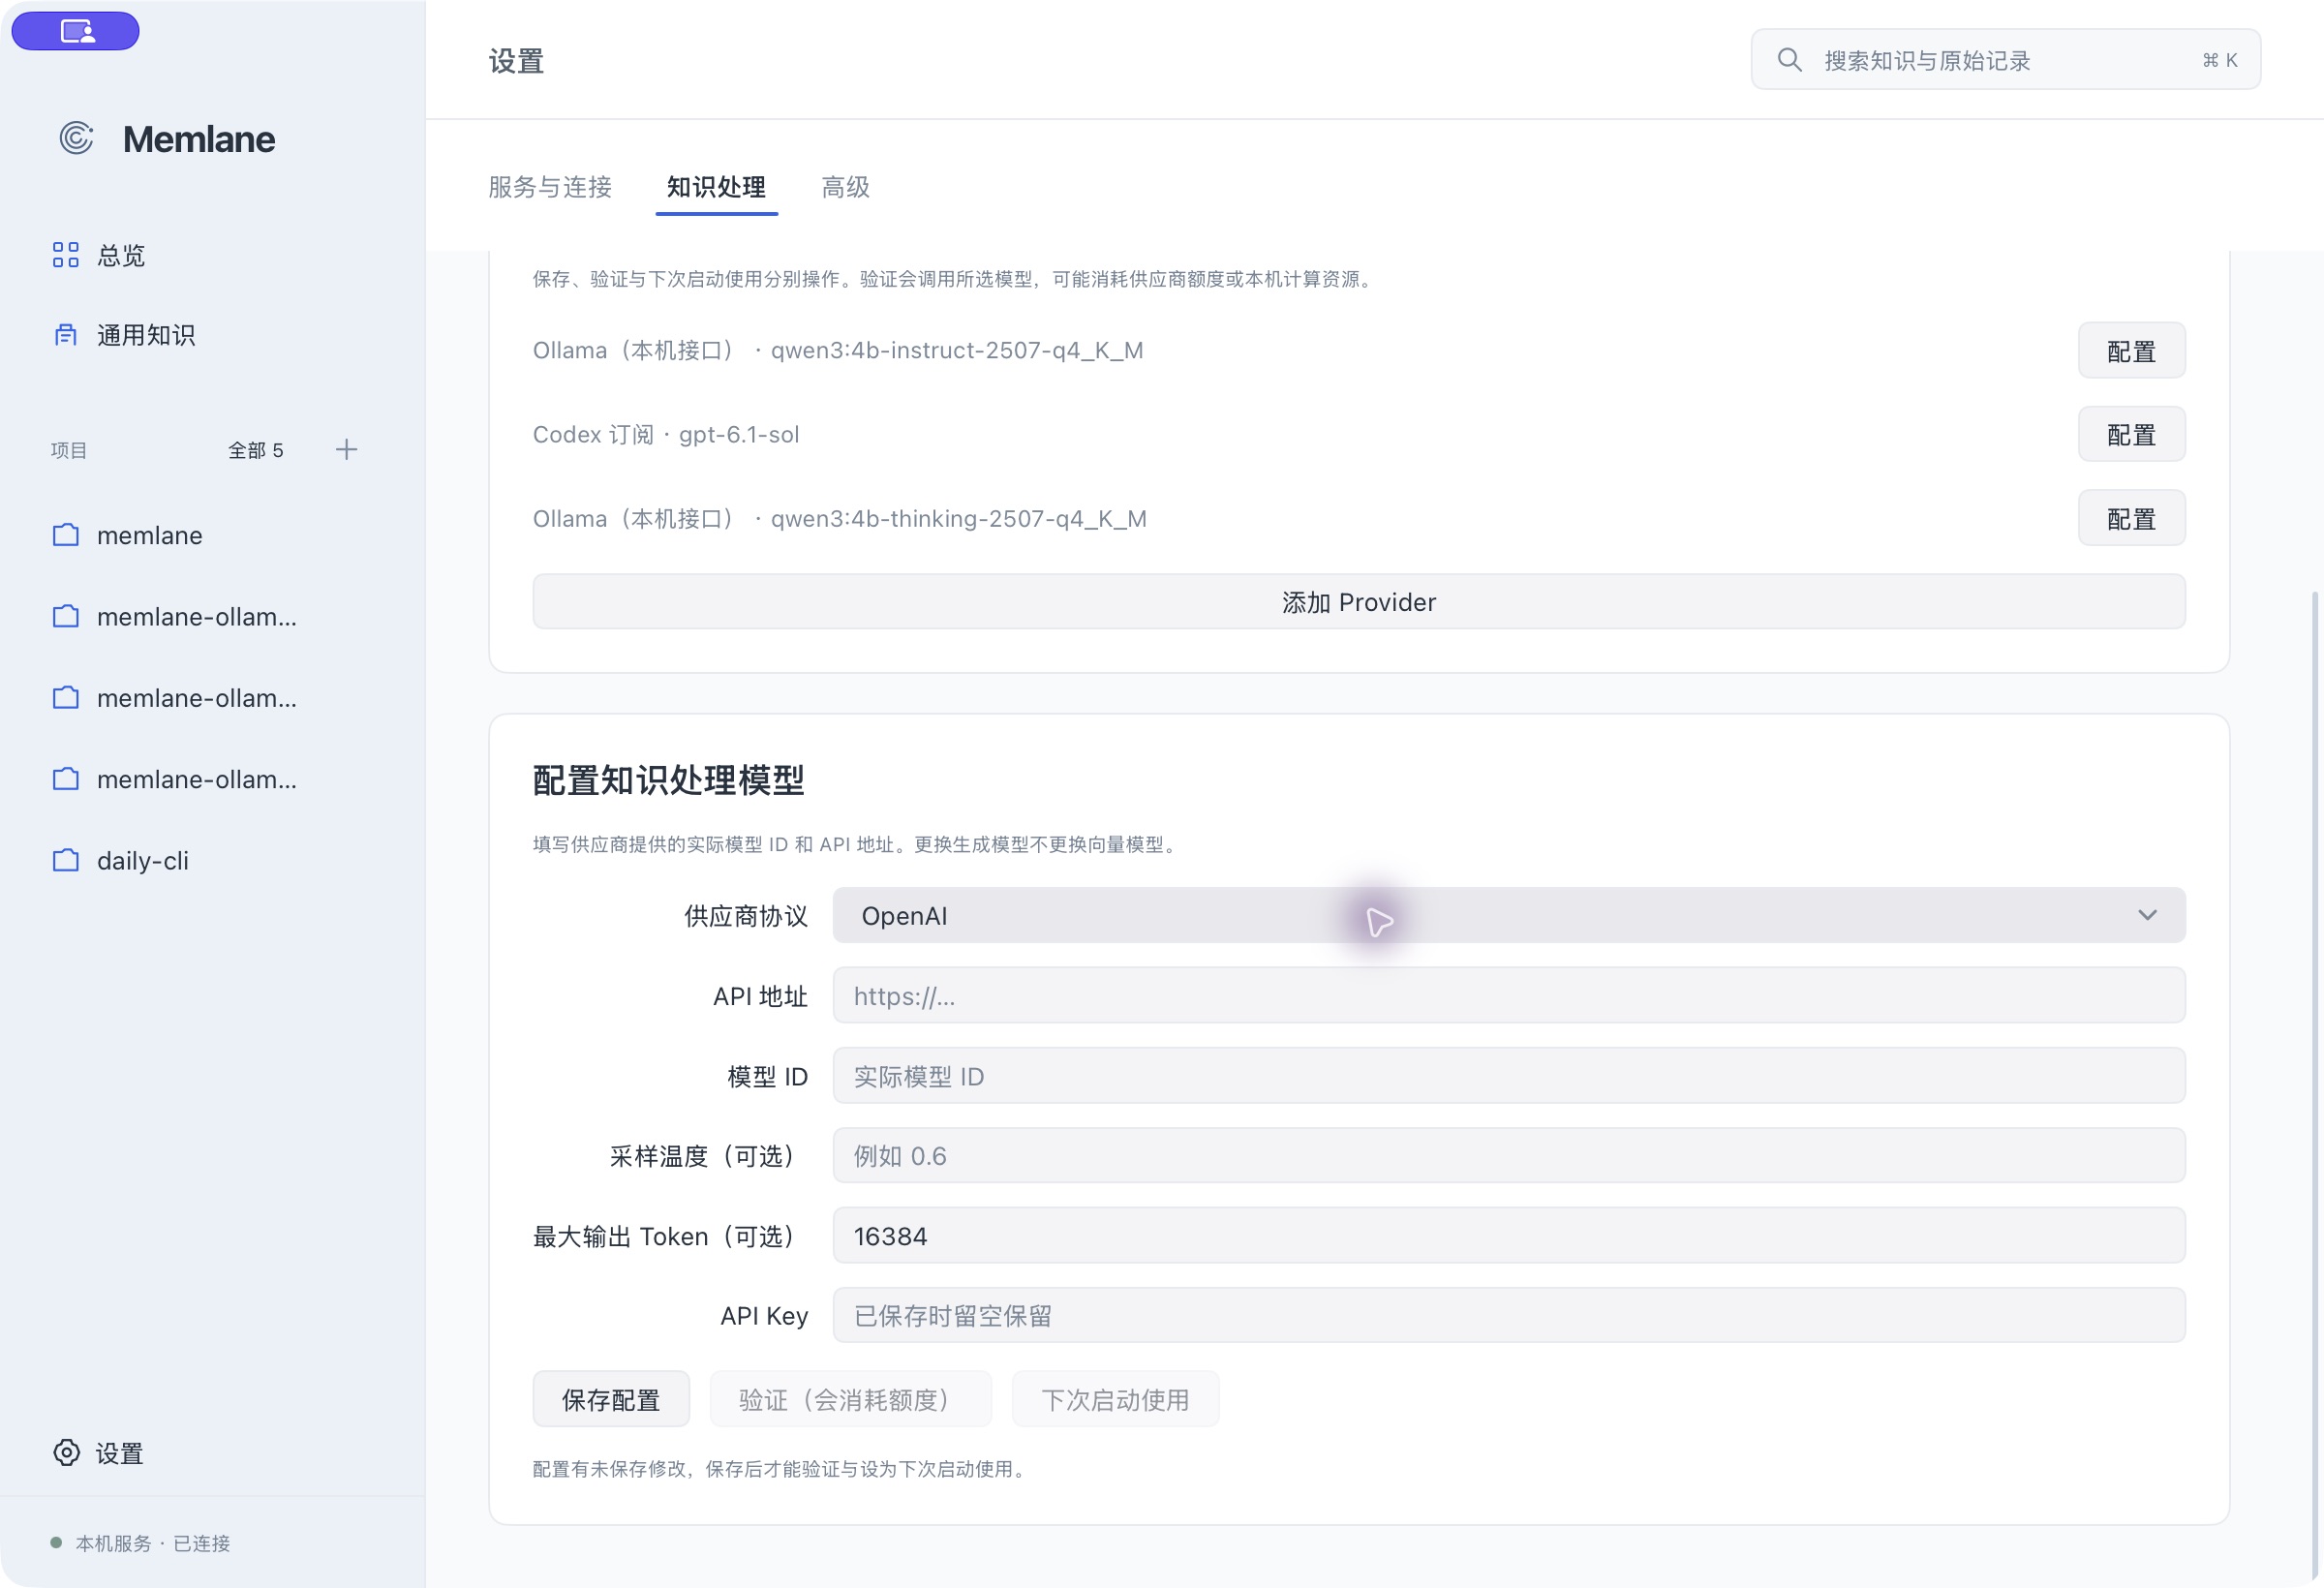 Memlane
总览
通用知识
项目
全部 5
memlane
memlane-ollam...
memlane-ollam...
memlane-ollam...
daily-cli
设置
本机服务 · 已连接
设置
搜索知识与原始记录
⌘ K
服务与连接
知识处理
高级
保存、验证与下次启动使用分别操作。验证会调用所选模型，可能消耗供应商额度或本机计算资源。
Ollama（本机接口） · qwen3:4b-instruct-2507-q4_K_M
配置
Codex 订阅 · gpt-6.1-sol
配置
Ollama（本机接口） · qwen3:4b-thinking-2507-q4_K_M
配置
添加 Provider
配置知识处理模型
填写供应商提供的实际模型 ID 和 API 地址。更换生成模型不更换向量模型。
供应商协议
OpenAI
API 地址
https://...
模型 ID
实际模型 ID
采样温度（可选）
例如 0.6
最大输出 Token（可选）
16384
API Key
已保存时留空保留
保存配置
验证（会消耗额度）
下次启动使用
配置有未保存修改，保存后才能验证与设为下次启动使用。